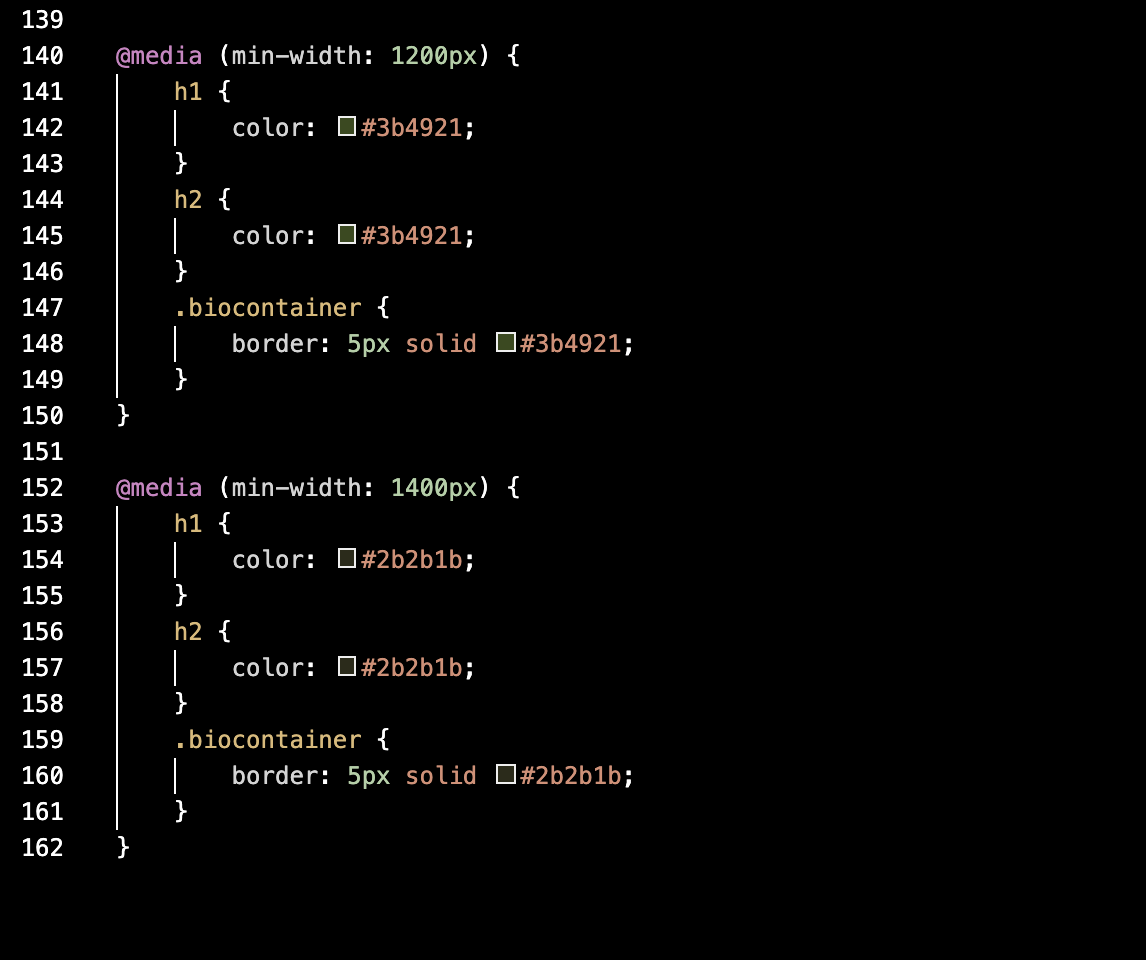 139
140 @media (min-width: 1200px) {
141     h1 {
142         color: #3b4921;
143     }
144     h2 {
145         color: #3b4921;
146     }
147     .biocontainer {
148         border: 5px solid #3b4921;
149     }
150 }
151
152 @media (min-width: 1400px) {
153     h1 {
154         color: #2b2b1b;
155     }
156     h2 {
157         color: #2b2b1b;
158     }
159     .biocontainer {
160         border: 5px solid #2b2b1b;
161     }
162 }